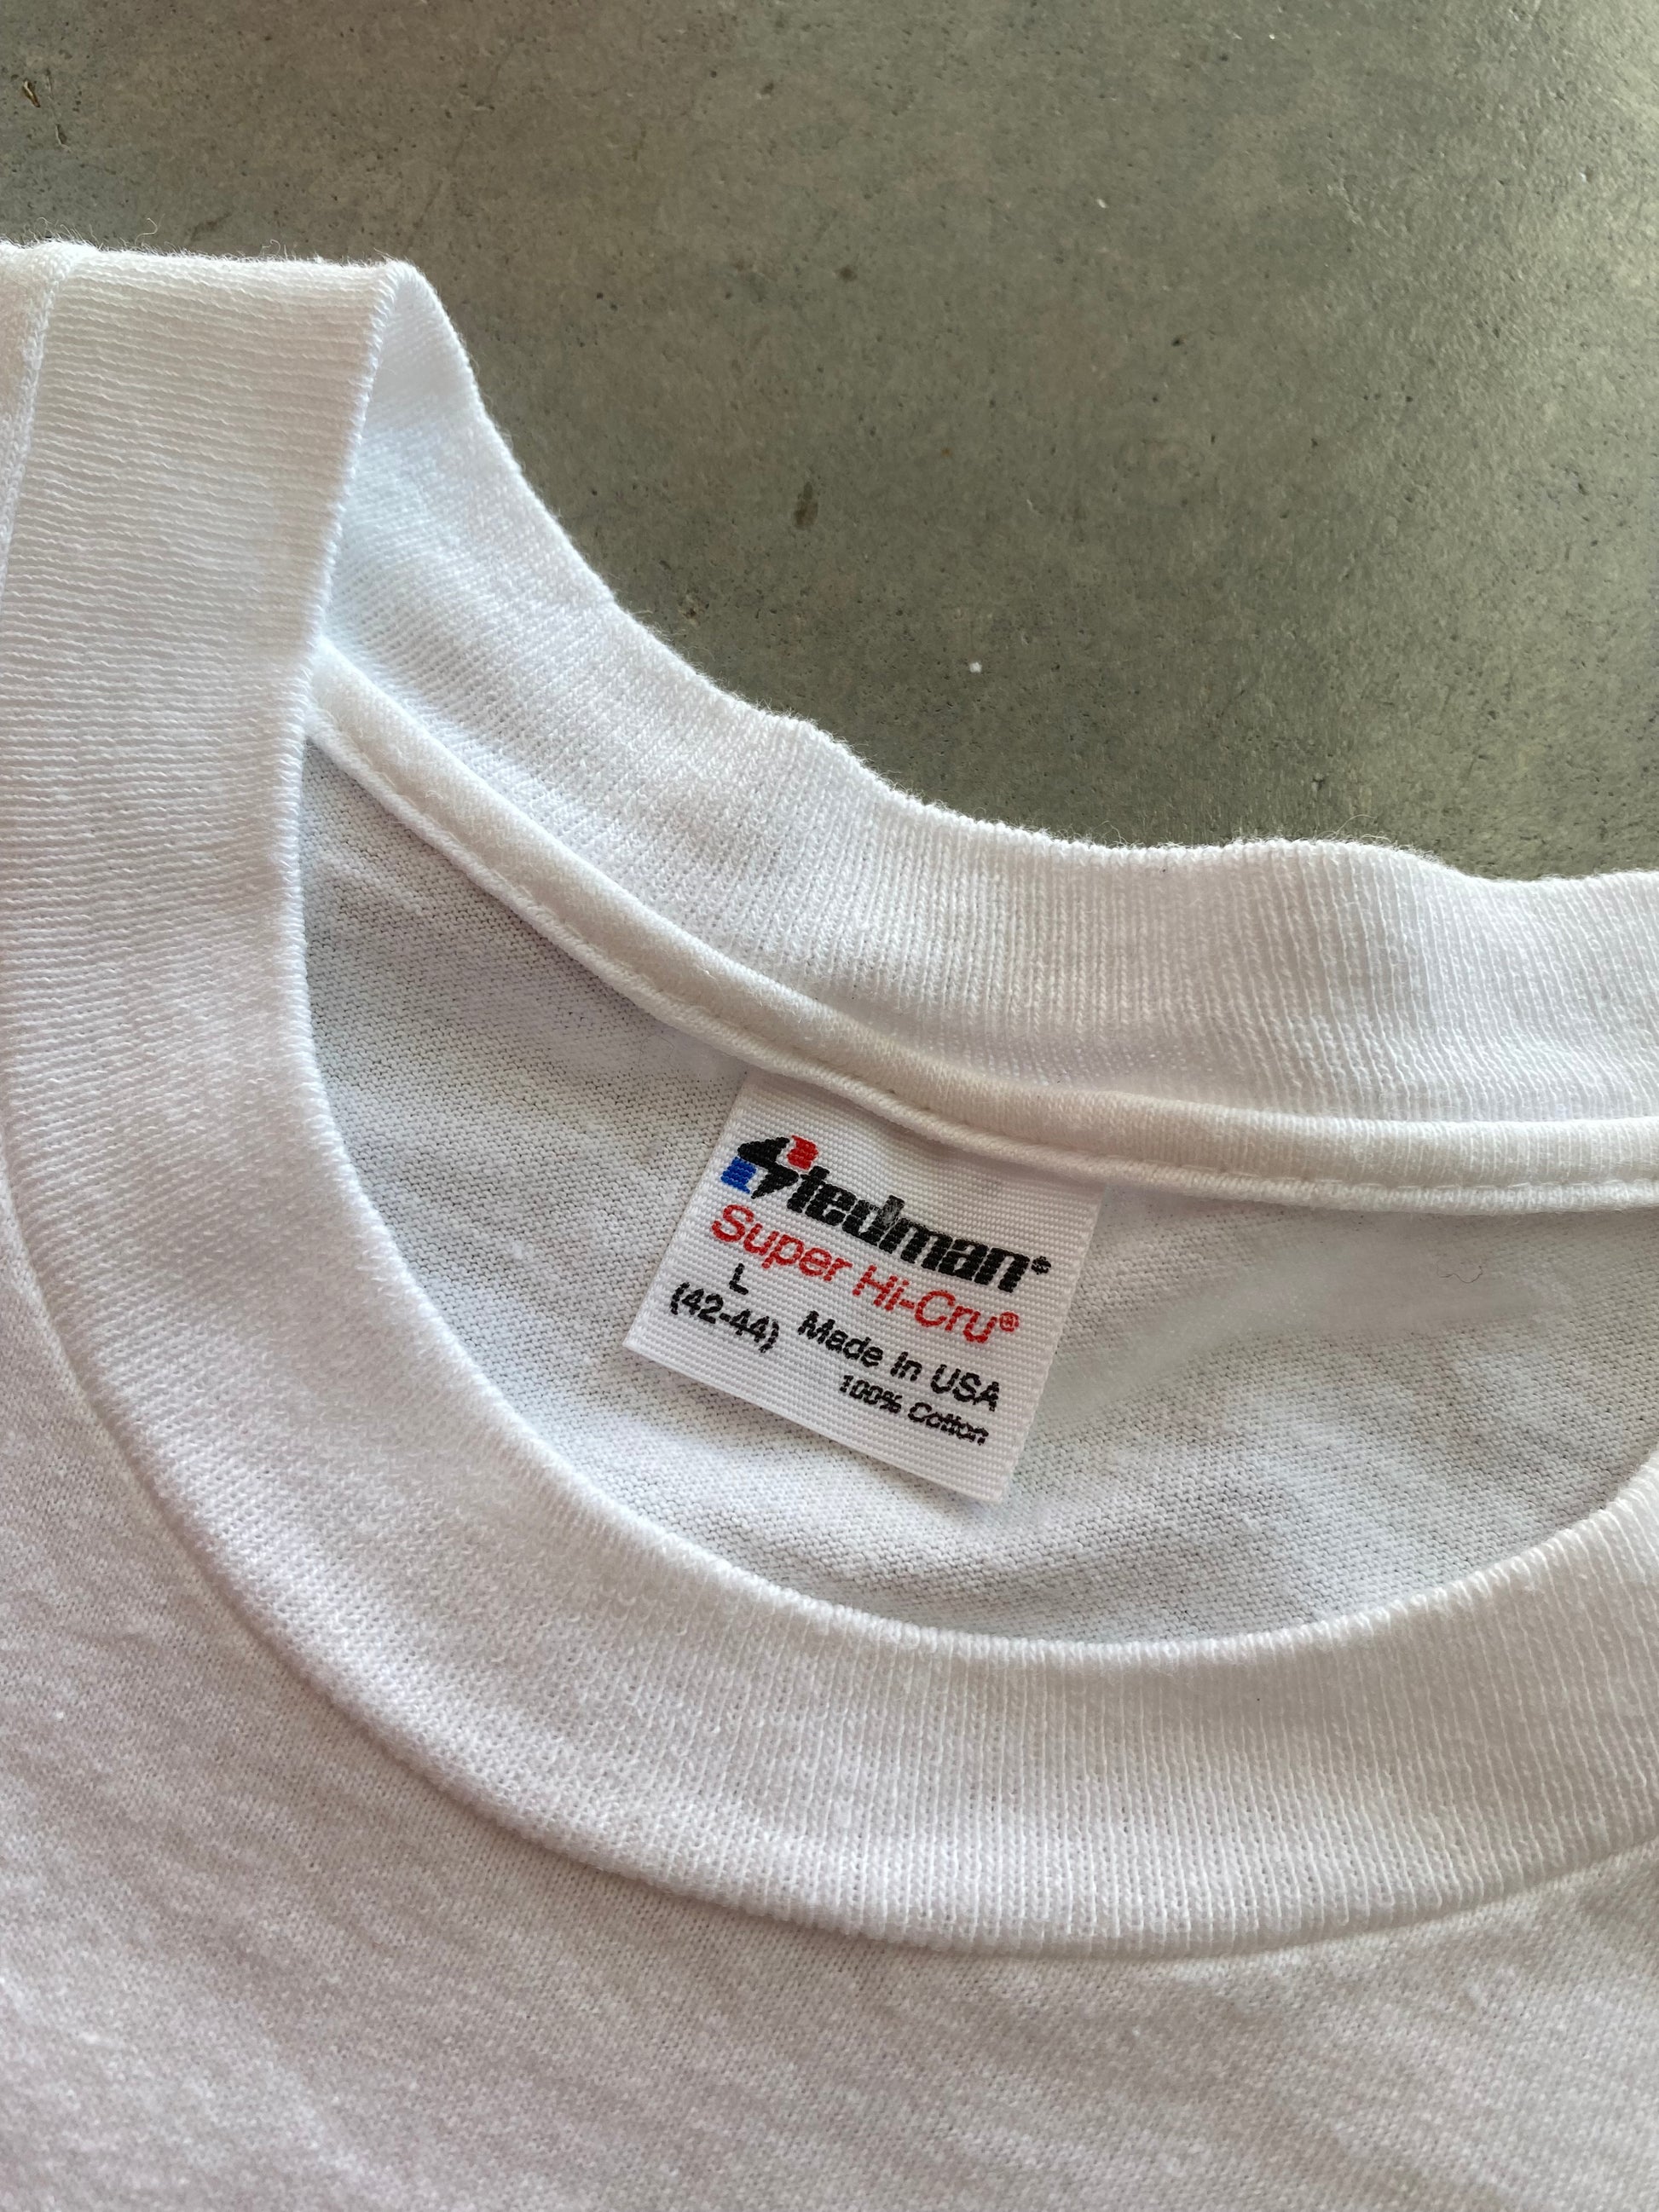 Stedman®
Super Hi-Cru®
L
(42-44)
Made In USA
100% Cotton